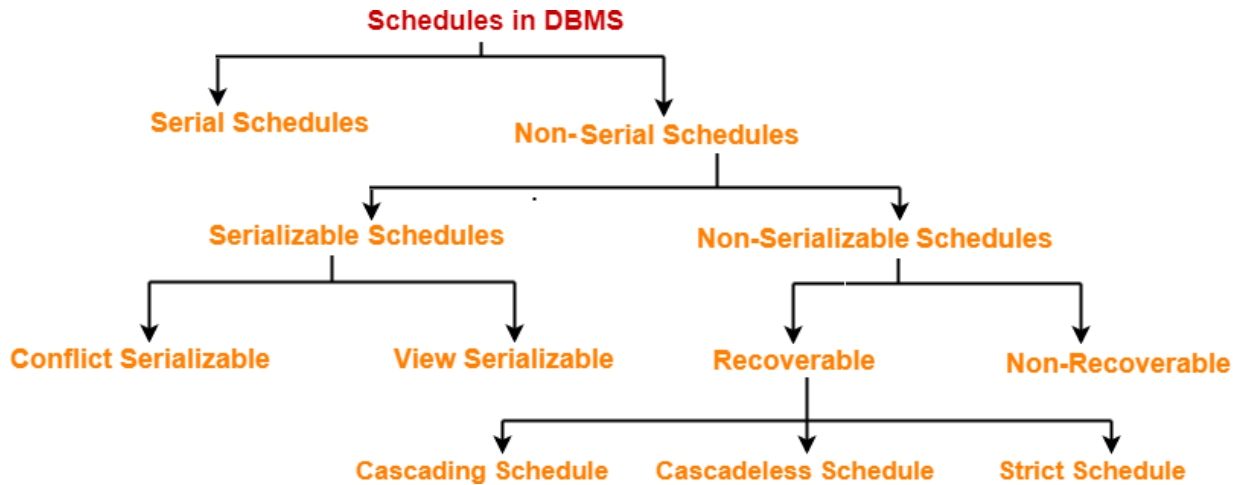 Schedules in DBMS
Serial Schedules
Non-Serial Schedules
Serializable Schedules
Non-Serializable Schedules
Conflict Serializable
View Serializable
Recoverable
Non-Recoverable
Cascading Schedule
Cascadeless Schedule
Strict Schedule